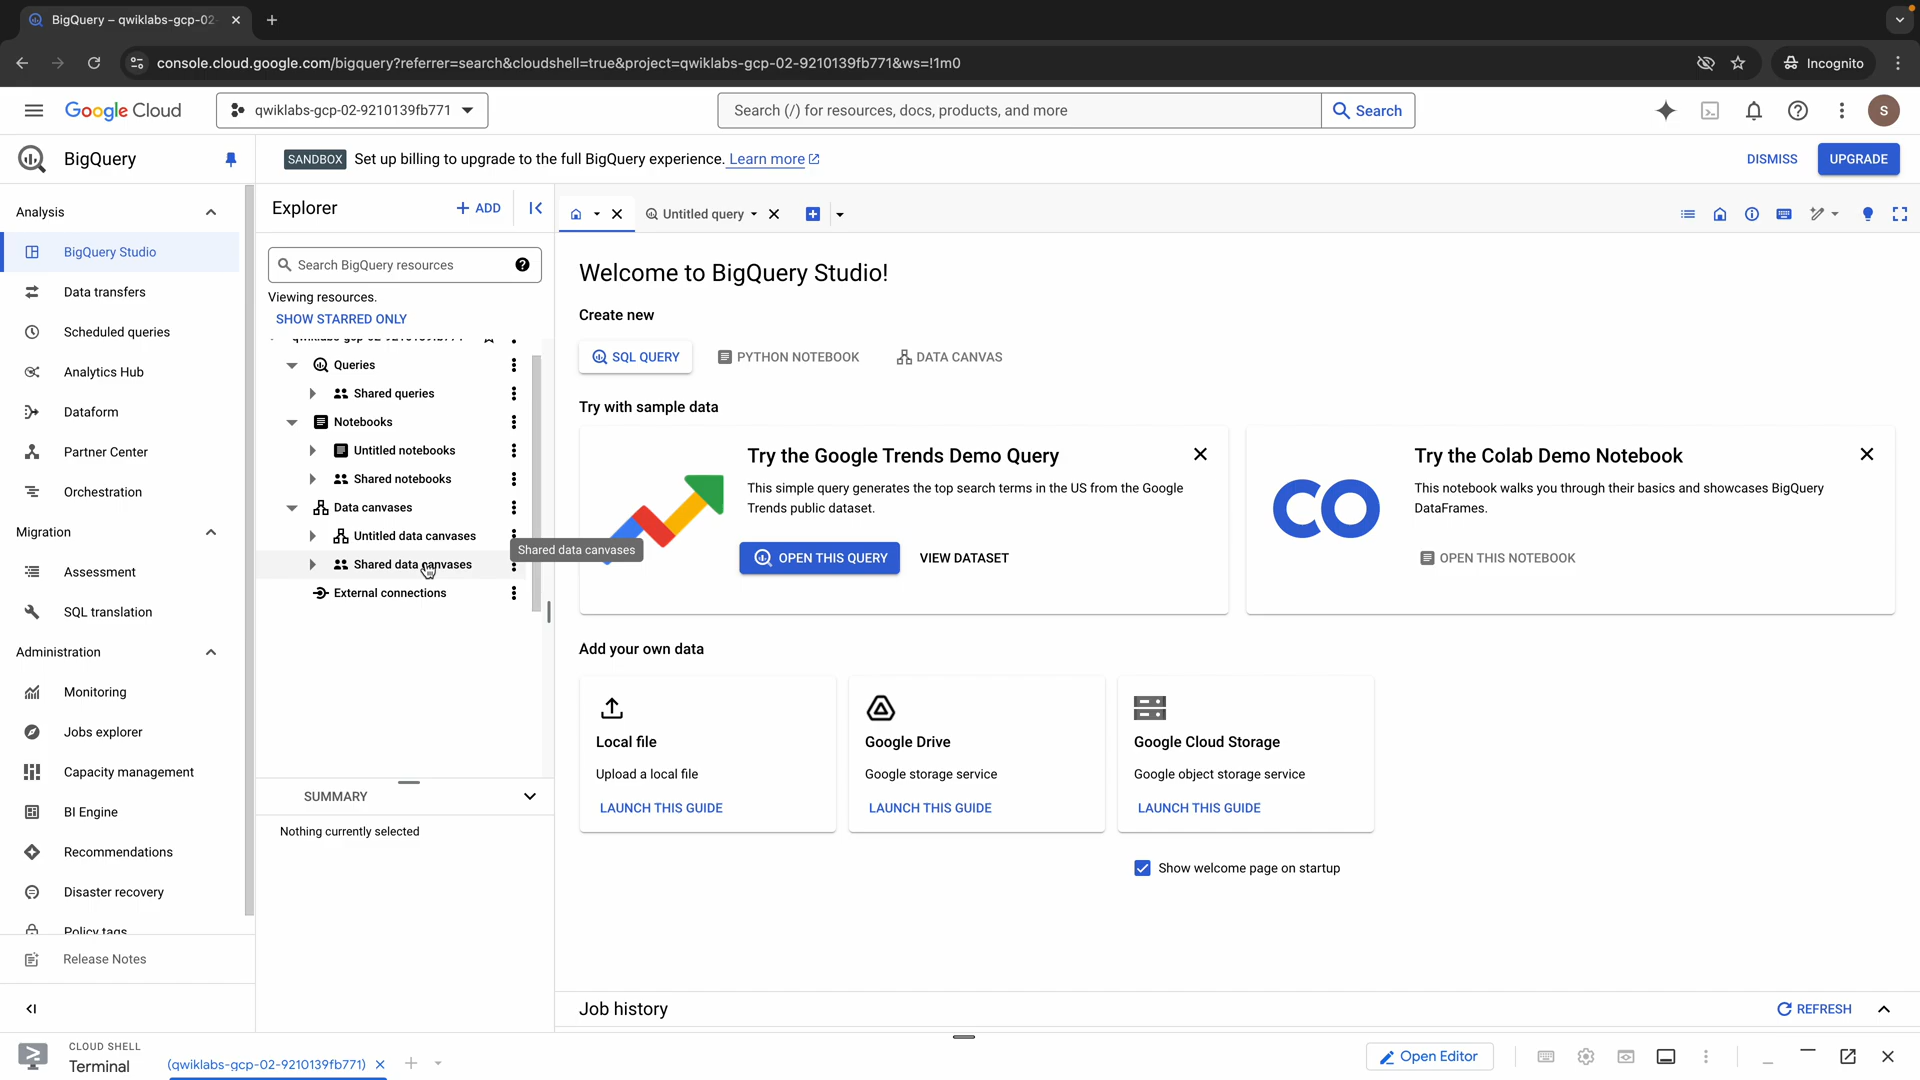 BigQuery – qwiklabs-gcp-02-
console.cloud.google.com/bigquery?referrer=search&cloudshell=true&project=qwiklabs-gcp-02-9210139fb771&ws=!1m0
Incognito
Google Cloud
qwiklabs-gcp-02-9210139fb771
Search (/) for resources, docs, products, and more
Search
S
BigQuery
SANDBOX Set up billing to upgrade to the full BigQuery experience. Learn more
DISMISS
UPGRADE
Analysis
BigQuery Studio
Data transfers
Scheduled queries
Analytics Hub
Dataform
Partner Center
Orchestration
Migration
Assessment
SQL translation
Administration
Monitoring
Jobs explorer
Capacity management
BI Engine
Recommendations
Disaster recovery
Policy tags
Release Notes
Explorer
+ ADD
Search BigQuery resources
Viewing resources.
SHOW STARRED ONLY
qwiklabs-gcp-02-9210139fb771
Queries
Shared queries
Notebooks
Untitled notebooks
Shared notebooks
Data canvases
Untitled data canvases
Shared data canvases
External connections
Shared data canvases
SUMMARY
Nothing currently selected
Untitled query
Welcome to BigQuery Studio!
Create new
SQL QUERY
PYTHON NOTEBOOK
DATA CANVAS
Try with sample data
Try the Google Trends Demo Query
This simple query generates the top search terms in the US from the Google
Trends public dataset.
OPEN THIS QUERY
VIEW DATASET
Try the Colab Demo Notebook
This notebook walks you through their basics and showcases BigQuery
DataFrames.
OPEN THIS NOTEBOOK
Add your own data
Local file
Upload a local file
LAUNCH THIS GUIDE
Google Drive
Google storage service
LAUNCH THIS GUIDE
Google Cloud Storage
Google object storage service
LAUNCH THIS GUIDE
Show welcome page on startup
Job history
REFRESH
CLOUD SHELL
Terminal
(qwiklabs-gcp-02-9210139fb771)
Open Editor